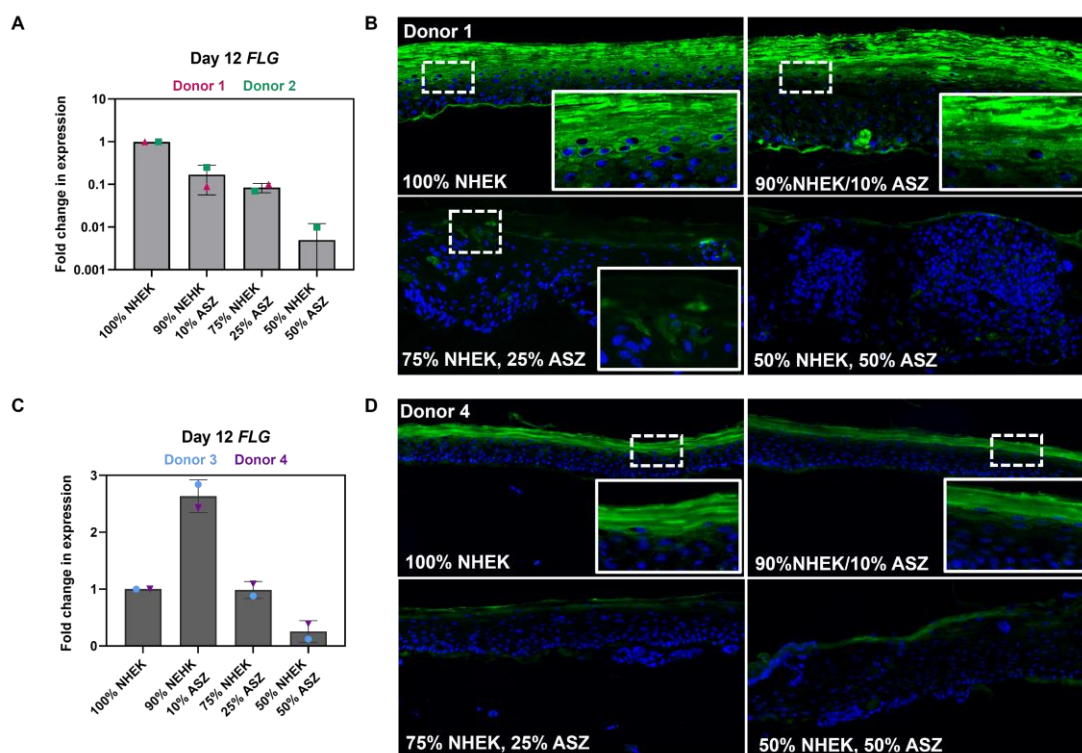 A
Day 12 FLG
Donor 1 Donor 2
Fold change in expression
10
1
0.1
0.01
0.001
100% NHEK
90% NEHK
10% ASZ
75% NHEK
25% ASZ
50% NHEK
50% ASZ
B
Donor 1
100% NHEK
90%NHEK/10% ASZ
75% NHEK, 25% ASZ
50% NHEK, 50% ASZ
C
Day 12 FLG
Donor 3 Donor 4
Fold change in expression
3
2
1
0
100% NHEK
90% NEHK
10% ASZ
75% NHEK
25% ASZ
50% NHEK
50% ASZ
D
Donor 4
100% NHEK
90%NHEK/10% ASZ
75% NHEK, 25% ASZ
50% NHEK, 50% ASZ